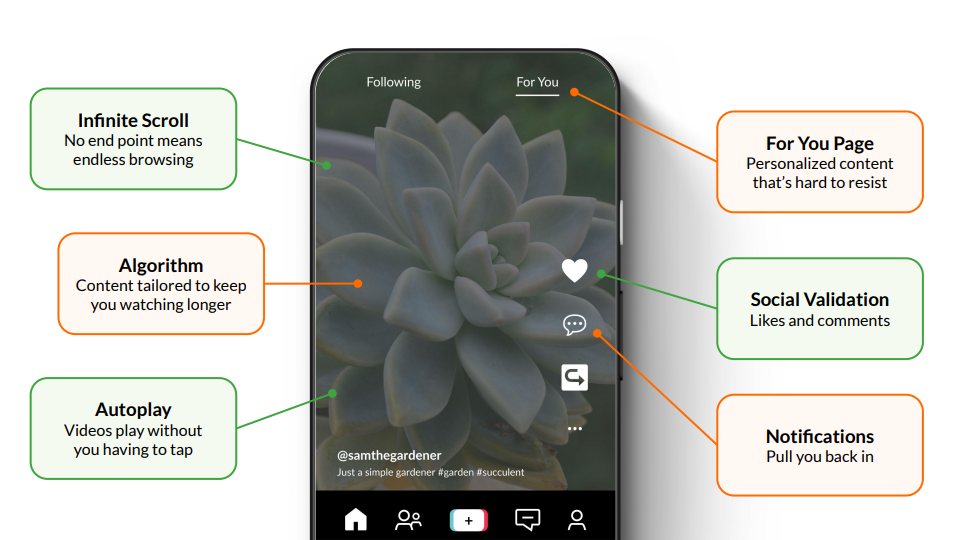 Following
For You
Infinite Scroll
No end point means
endless browsing
Algorithm
Content tailored to keep
you watching longer
Autoplay
Videos play without
you having to tap
For You Page
Personalized content
that's hard to resist
Social Validation
Likes and comments
Notifications
Pull you back in
@samthegardener
Just a simple gardener #garden #succulent